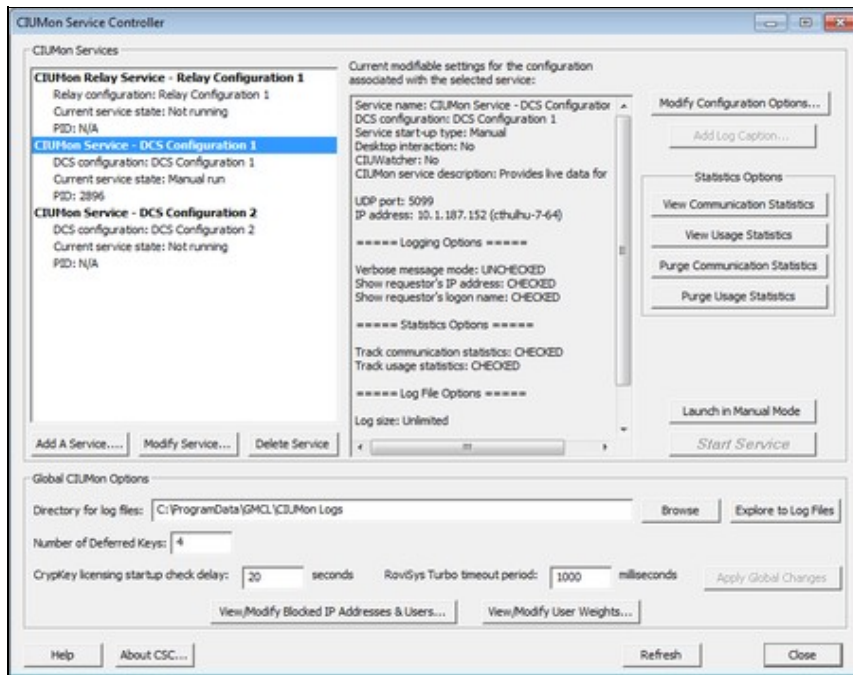 CIUMon Service Controller
CIUMon Services
CIUMon Relay Service - Relay Configuration 1
Relay configuration: Relay Configuration 1
Current service state: Not running
PID: N/A
CIUMon Service - DCS Configuration 1
DCS configuration: DCS Configuration 1
Current service state: Manual run
PID: 2896
CIUMon Service - DCS Configuration 2
DCS configuration: DCS Configuration 2
Current service state: Not running
PID: N/A
Add A Service....
Modify Service...
Delete Service
Current modifiable settings for the configuration
associated with the selected service:
Service name: CIUMon Service - DCS Configuration
DCS configuration: DCS Configuration 1
Service start-up type: Manual
Desktop interaction: No
CIUWatcher: No
CIUMon service description: Provides live data for
UDP port: 5099
IP address: 10.1.187.152 (cthulhu-7-64)
===== Logging Options =====
Verbose message mode: UNCHECKED
Show requestor's IP address: CHECKED
Show requestor's logon name: CHECKED
===== Statistics Options =====
Track communication statistics: CHECKED
Track usage statistics: CHECKED
===== Log File Options =====
Log size: Unlimited
Modify Configuration Options...
Add Log Caption...
Statistics Options
View Communication Statistics
View Usage Statistics
Purge Communication Statistics
Purge Usage Statistics
Launch in Manual Mode
Start Service
Global CIUMon Options
Directory for log files: C:\ProgramData\GMCL\CIUMon Logs
Browse
Explore to Log Files
Number of Deferred Keys: 4
CrypKey licensing startup check delay: 20 seconds
RoviSys Turbo timeout period: 1000 milliseconds
Apply Global Changes
View/Modify Blocked IP Addresses & Users...
View/Modify User Weights...
Help
About CSC...
Refresh
Close